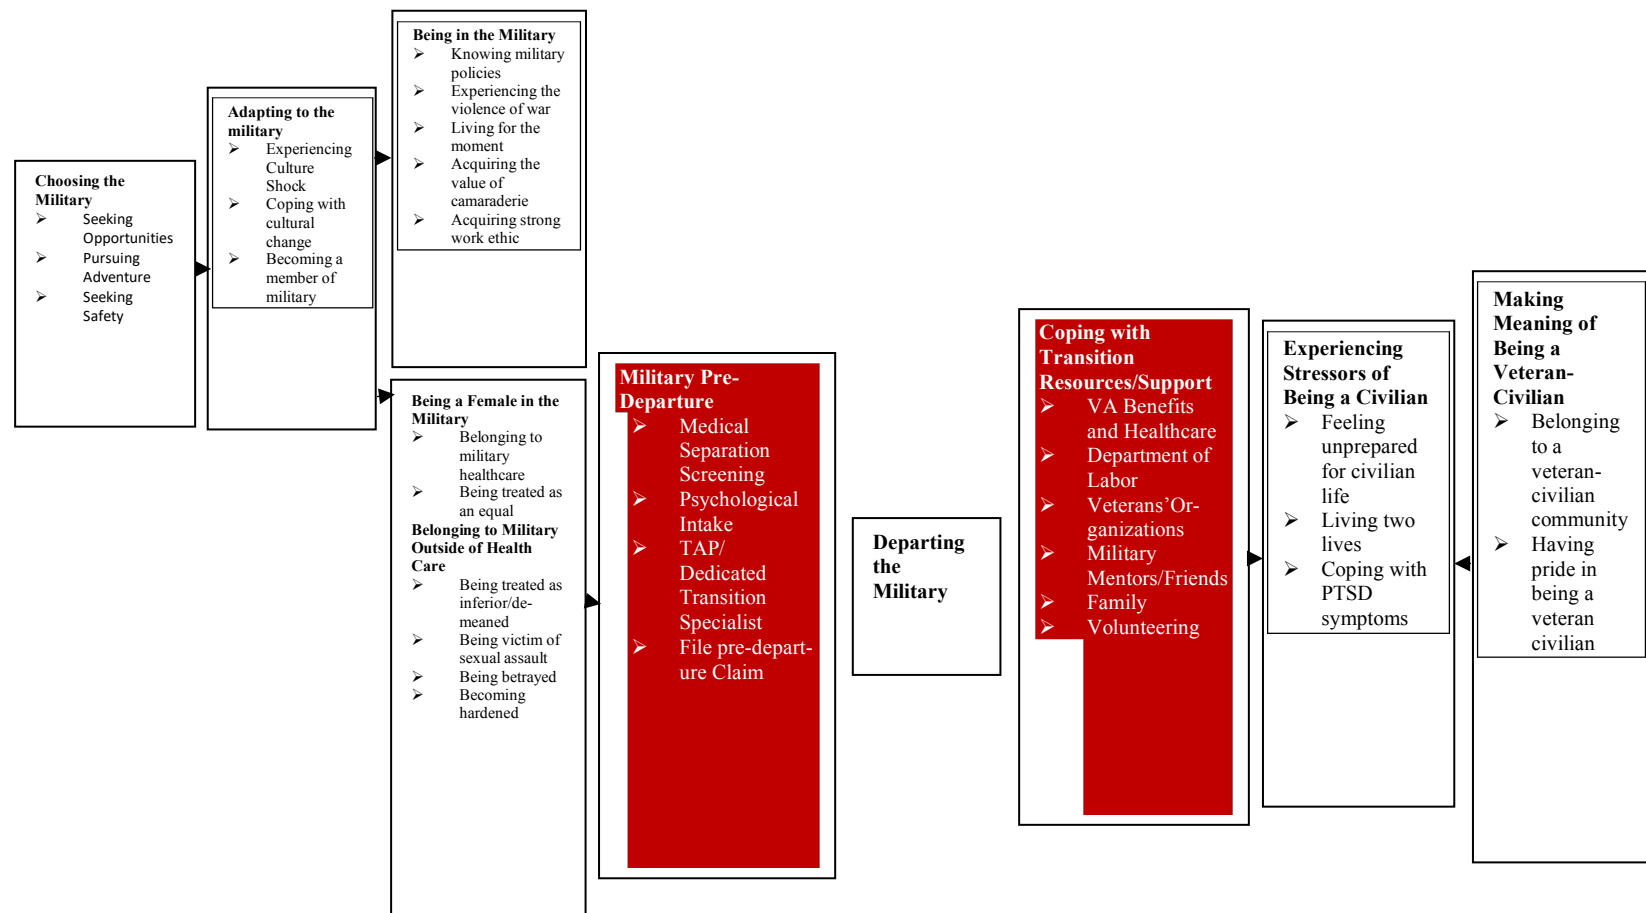 Choosing the
Military
➢ Seeking
Opportunities
➢ Pursuing
Adventure
➢ Seeking
Safety
Adapting to the
military
➢ Experiencing
Culture
Shock
➢ Coping with
cultural
change
➢ Becoming a
member of
military
Being in the Military
➢ Knowing military
policies
➢ Experiencing the
violence of war
➢ Living for the
moment
➢ Acquiring the
value of
camaraderie
➢ Acquiring strong
work ethic
Being a Female in the
Military
➢ Belonging to
military
healthcare
➢ Being treated as
an equal
Belonging to Military
Outside of Health
Care
➢ Being treated as
inferior/de-
meaned
➢ Being victim of
sexual assault
➢ Being betrayed
➢ Becoming
hardened
Military Pre-
Departure
➢ Medical
Separation
Screening
➢ Psychological
Intake
➢ TAP/
Dedicated
Transition
Specialist
➢ File pre-depart-
ure Claim
Departing
the
Military
Coping with
Transition
Resources/Support
➢ VA Benefits
and Healthcare
➢ Department of
Labor
➢ Veterans’Or-
ganizations
➢ Military
Mentors/Friends
➢ Family
➢ Volunteering
Experiencing
Stressors of
Being a Civilian
➢ Feeling
unprepared
for civilian
life
➢ Living two
lives
➢ Coping with
PTSD
symptoms
Making
Meaning of
Being a
Veteran-
Civilian
➢ Belonging
to a
veteran-
civilian
community
➢ Having
pride in
being a
veteran
civilian